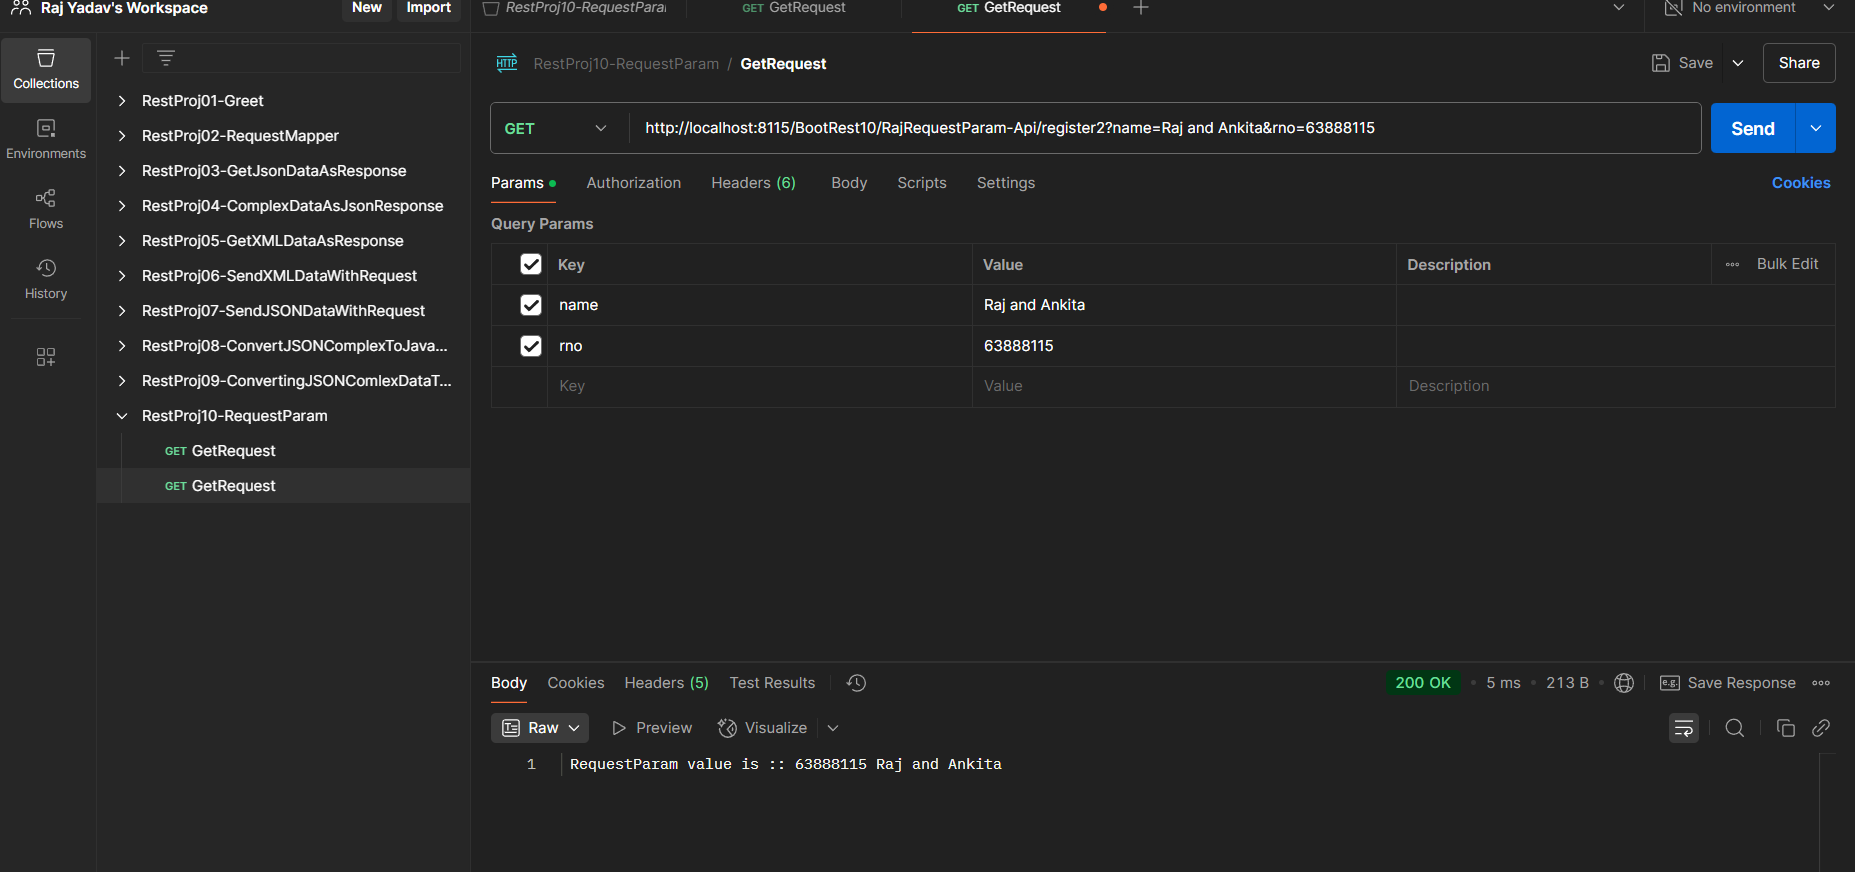 Raj Yadav's Workspace
New
Import
RestProj10-RequestParam
GET GetRequest
GET GetRequest
No environment
Collections
Environments
Flows
History
RestProj01-Greet
RestProj02-RequestMapper
RestProj03-GetJsonDataAsResponse
RestProj04-ComplexDataAsJsonResponse
RestProj05-GetXMLDataAsResponse
RestProj06-SendXMLDataWithRequest
RestProj07-SendJSONDataWithRequest
RestProj08-ConvertJSONComplexToJava...
RestProj09-ConvertingJSONComlexDataT...
RestProj10-RequestParam
GET GetRequest
GET GetRequest
HTTP RestProj10-RequestParam / GetRequest
Save
Share
GET http://localhost:8115/BootRest10/RajRequestParam-Api/register2?name=Raj and Ankita&rno=63888115
Send
Params Authorization Headers (6) Body Scripts Settings Cookies
Query Params
Key Value Description Bulk Edit
name Raj and Ankita
rno 63888115
Key Value Description
Body Cookies Headers (5) Test Results 200 OK • 5 ms • 213 B • e.g. Save Response
Raw Preview Visualize
1 RequestParam value is :: 63888115 Raj and Ankita